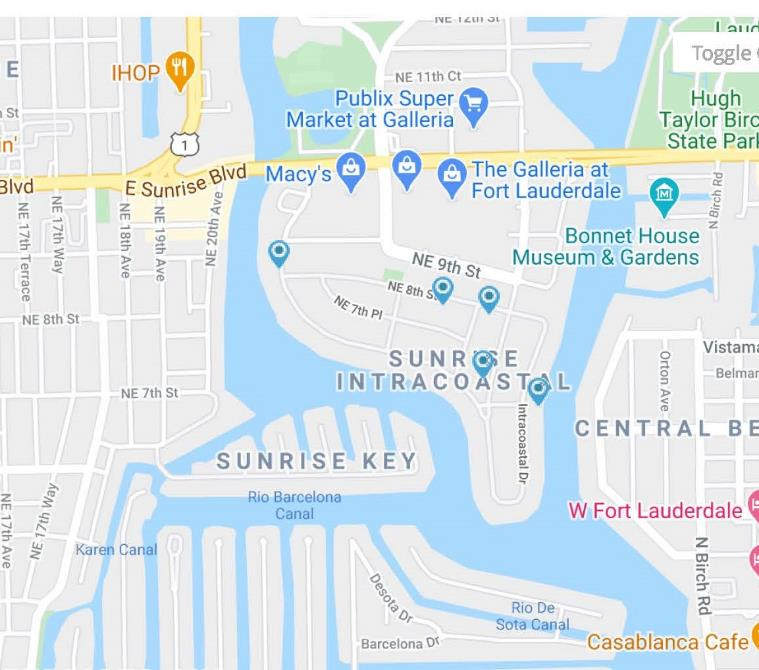 NE 12th St
Laud
Toggle
E
IHOP
NE 11th Ct
Publix Super
Market at Galleria
Hugh
Taylor Birc
State Park
n St
in'
1
Blvd
E Sunrise Blvd
Macy's
The Galleria at
Fort Lauderdale
NE 17th Terrace
NE 17th Way
NE 18th Ave
NE 19th Ave
NE 20th Ave
N Birch Rd
Bonnet House
Museum & Gardens
NE 9th St
NE 8th St
NE 7th Pl
NE 8th St
SUNRISE
INTRACOASTAL
Vistama
Belmar
Orton Ave
NE 7th St
Intracoastal Dr
CENTRAL BE
SUNRISE KEY
Rio Barcelona
Canal
NE 17th Ave
NE 17th Way
W Fort Lauderdale
Karen Canal
N Birch Rd
Desota Dr
Rio De
Sota Canal
Barcelona Dr
Casablanca Cafe